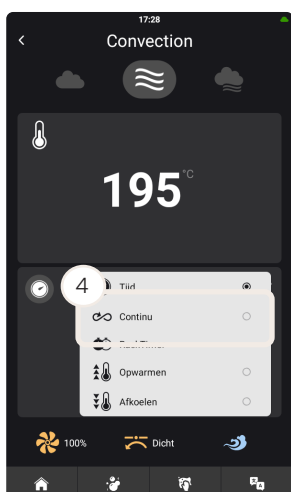 17:28
Convection
195 °C
4
Tijd
Continu
Opwarmen
Afkoelen
100%
Dicht